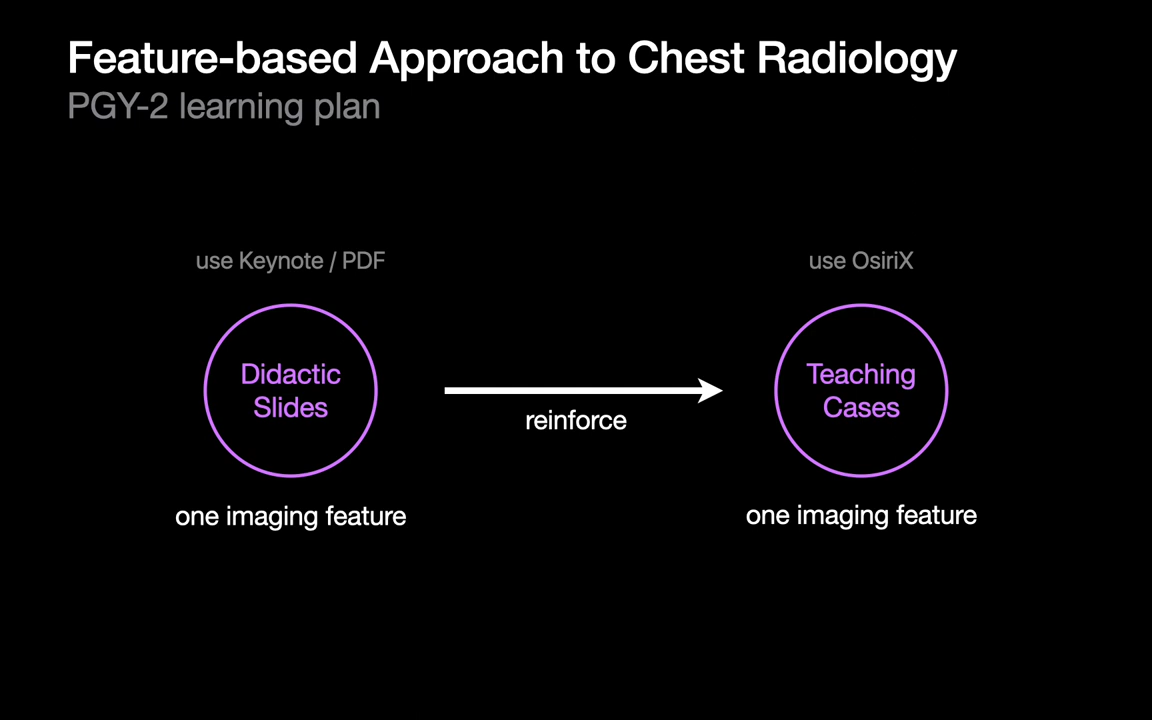 Feature-based Approach to Chest Radiology
PGY-2 learning plan
use Keynote / PDF
Didactic
Slides
one imaging feature
reinforce
use OsiriX
Teaching
Cases
one imaging feature